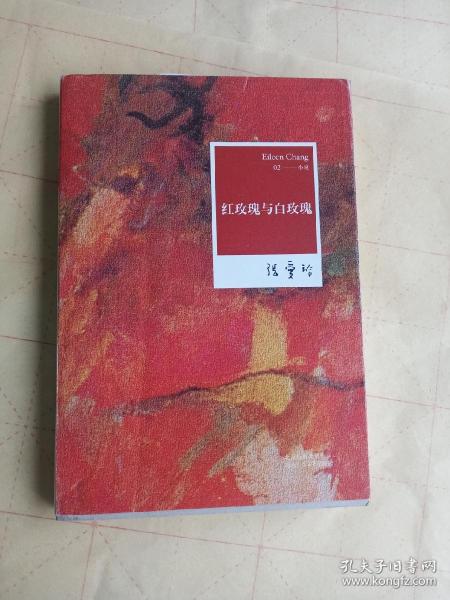 Eileen Chang
02 — 小说
红玫瑰与白玫瑰
張愛玲
孔夫子旧书网
www.kongfz.com